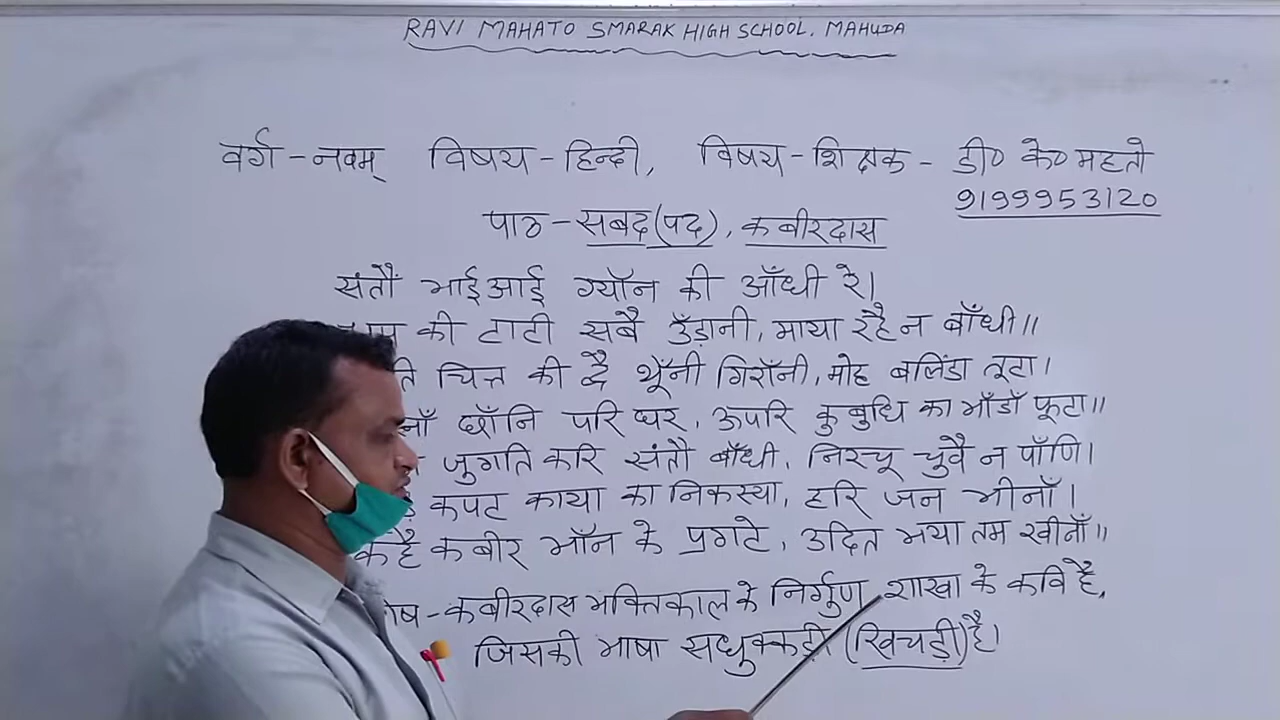 RAVI MAHATO SMARAK HIGH SCHOOL, MAHUDA
वर्ग - नवम् विषय - हिन्दी, विषय - शिक्षक - डी० के० महतो
9199953120
पाठ - सबद (पद), कबीरदास
संतौं भाई आई ग्याँन की आँधी रे।
की टाटी सबै उँड़ानी, माया रहै न बाँधी॥
चित्त की द्वै थूँनी गिराँनी, मोह बलिंडा तूटा।
छाँनि परि घर, ऊपरि कुबुधि का भाँडाँ फूटा॥
जुगति करि संतौ बाँधी, निरचू चुवै न पाँणि।
कपट काया का निकस्या, हरि जन भीनाँ।
कहै कबीर भाँन के प्रगटे, उदित भया तम खीनाँ॥
- कबीरदास भक्तिकाल के निर्गुण शाखा के कवि है,
जिसकी भाषा सधुक्कड़ी (खिचड़ी) है।